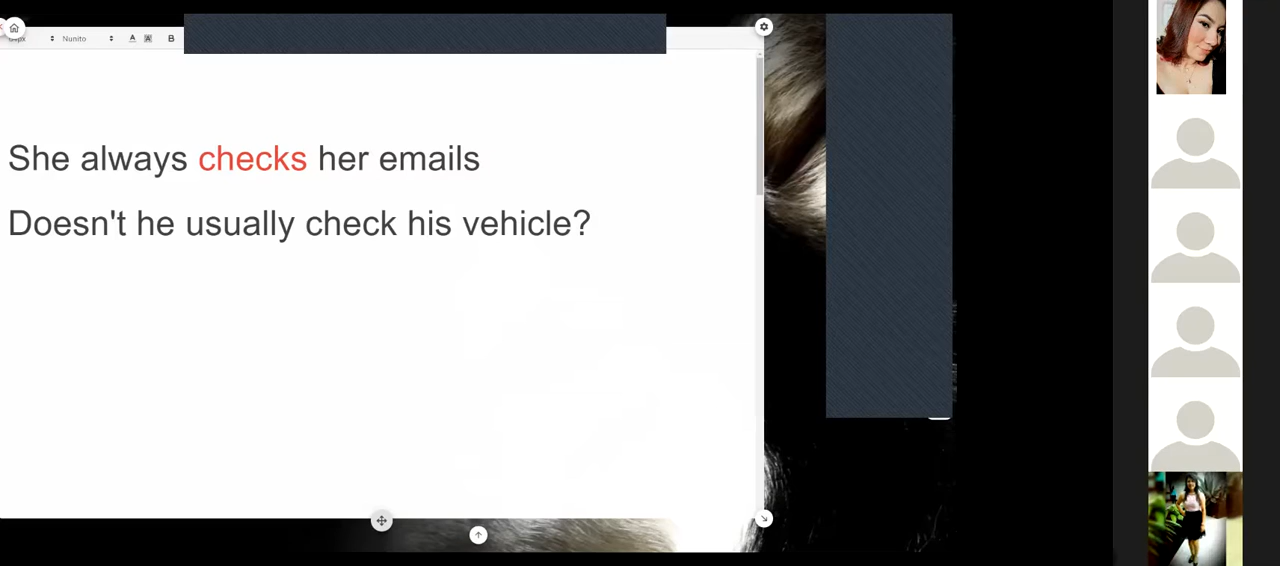 Nunito
A
A
B
She always checks her emails
Doesn't he usually check his vehicle?